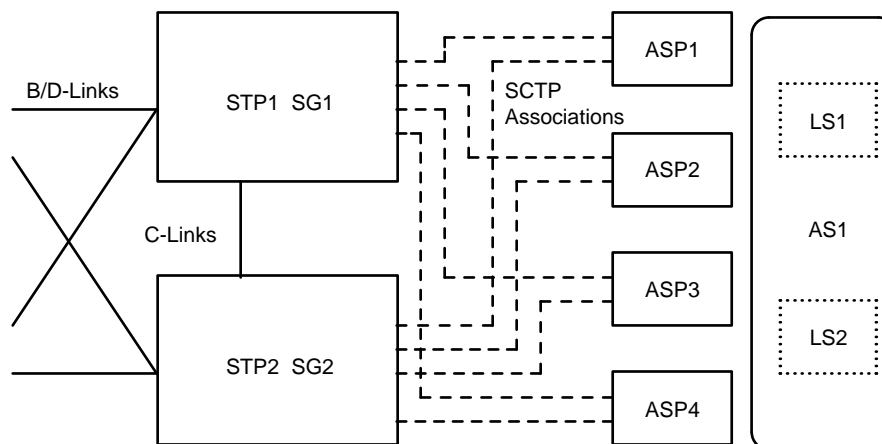 B/D-Links
STP1 SG1
SCTP
Associations
ASP1
LS1
ASP2
C-Links
AS1
ASP3
STP2 SG2
LS2
ASP4